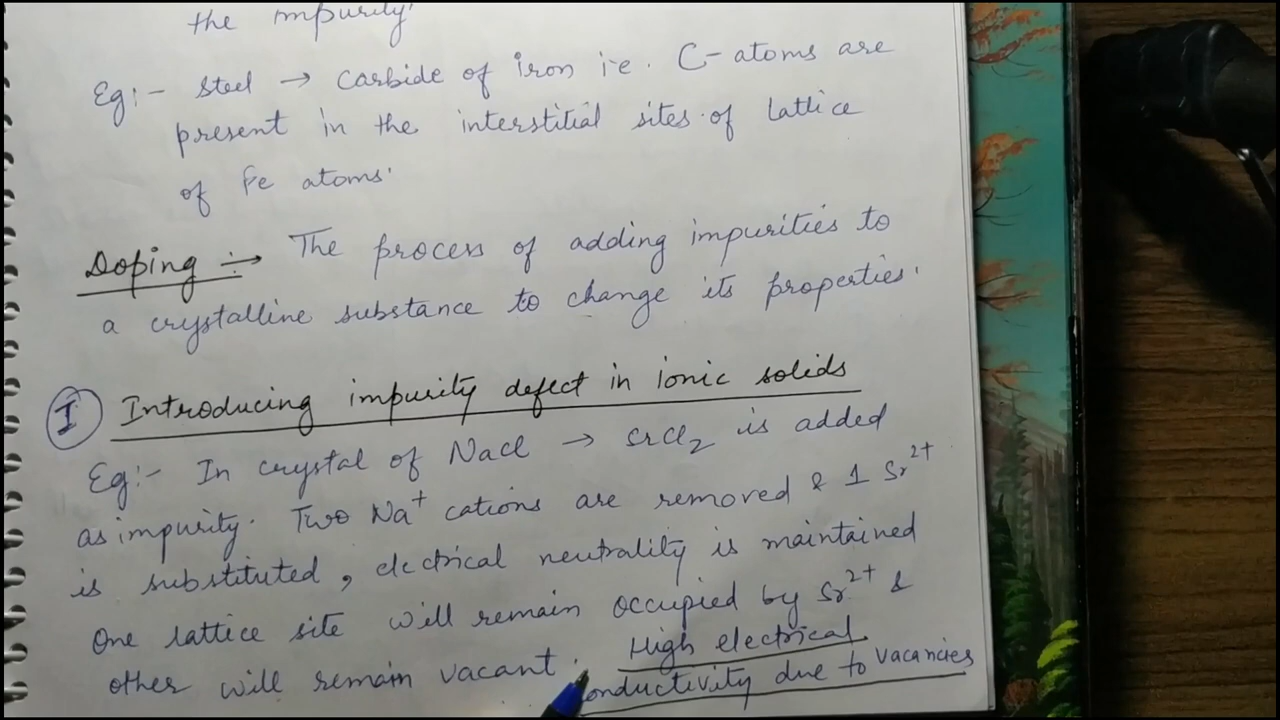 the impurity.
Eg:- Steel → Carbide of iron i.e. C-atoms are
present in the interstitial sites of lattice
of Fe atoms.
Doping :→ The process of adding impurities to
a crystalline substance to change its properties.
I Introducing impurity defect in ionic solids
Eg:- In crystal of NaCl → SrCl₂ is added
as impurity. Two Na⁺ cations are removed & 1 Sr²⁺
is substituted, electrical neutrality is maintained
One lattice site will remain occupied by Sr²⁺ &
other will remain vacant. High electrical
conductivity due to vacancies